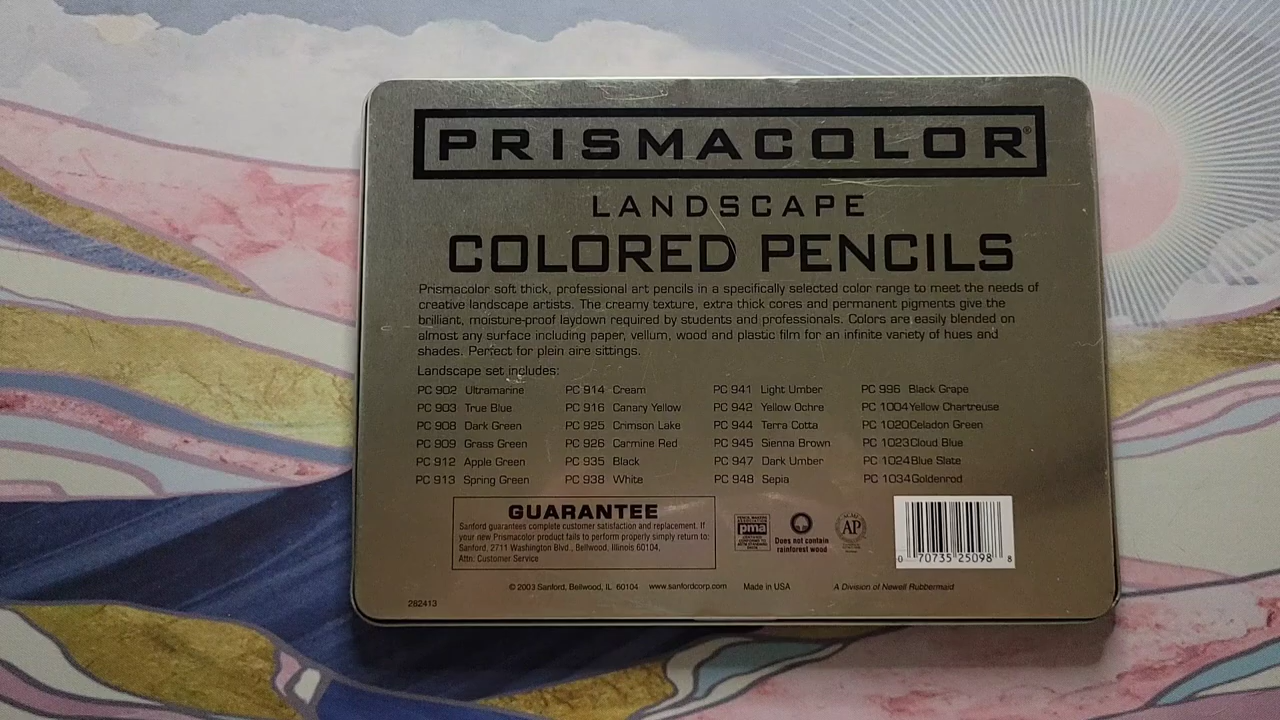 PRISMACOLOR®
LANDSCAPE
COLORED PENCILS
Prismacolor soft thick, professional art pencils in a specifically selected color range to meet the needs of
creative landscape artists. The creamy texture, extra thick cores and permanent pigments give the
brilliant, moisture-proof laydown required by students and professionals. Colors are easily blended on
almost any surface including paper, vellum, wood and plastic film for an infinite variety of hues and
shades. Perfect for plein aire sittings.
Landscape set includes:
PC 902 Ultramarine PC 914 Cream PC 941 Light Umber PC 996 Black Grape
PC 903 True Blue PC 916 Canary Yellow PC 942 Yellow Ochre PC 1004Yellow Chartreuse
PC 908 Dark Green PC 925 Crimson Lake PC 944 Terra Cotta PC 1020Celadon Green
PC 909 Grass Green PC 926 Carmine Red PC 945 Sienna Brown PC 1023Cloud Blue
PC 912 Apple Green PC 935 Black PC 947 Dark Umber PC 1024Blue Slate
PC 913 Spring Green PC 938 White PC 948 Sepia PC 1034Goldenrod
GUARANTEE
Sanford guarantees complete customer satisfaction and replacement. If
your new Prismacolor product fails to perform properly simply return to:
Sanford, 2711 Washington Blvd., Bellwood, Illinois 60104,
Attn: Customer Service
pma
Does not contain
rainforest wood
AP
0 70735 25098 8
© 2003 Sanford, Bellwood, IL 60104 www.sanfordcorp.com Made in USA A Division of Newell Rubbermaid
282413